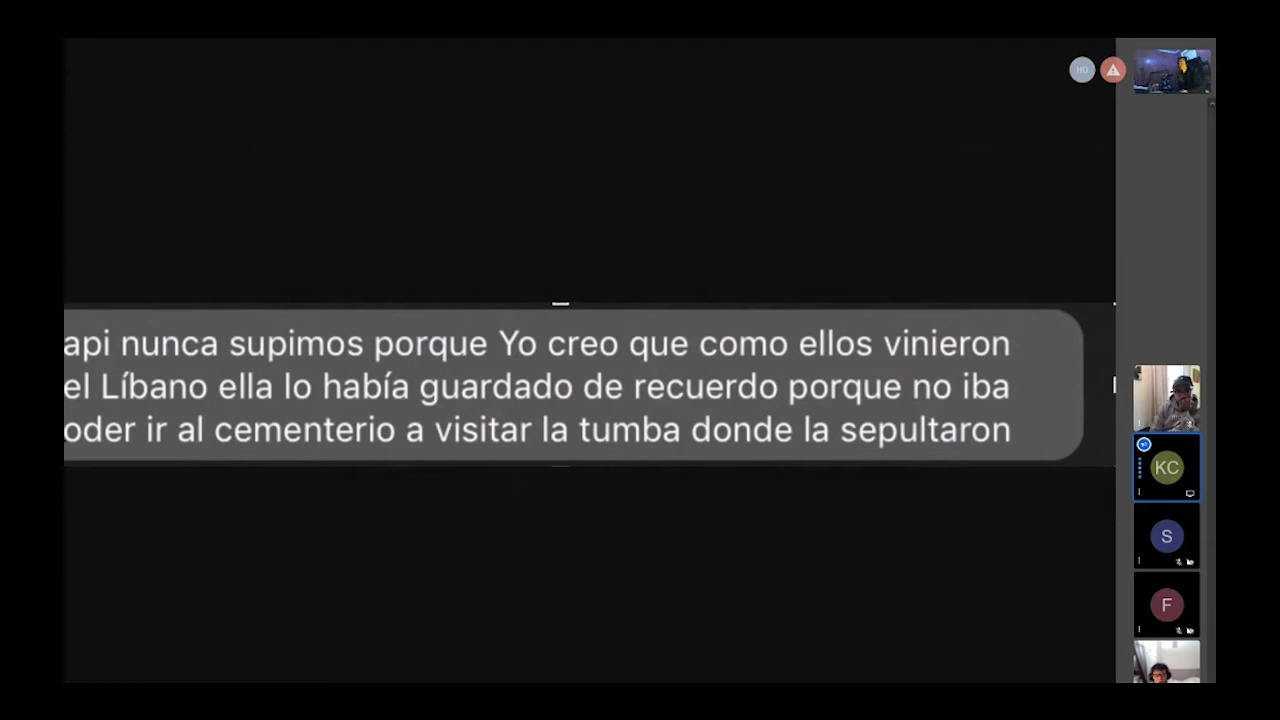 HO
api nunca supimos porque Yo creo que como ellos vinieron
el Líbano ella lo había guardado de recuerdo porque no iba
oder ir al cementerio a visitar la tumba donde la sepultaron
KC
S
F